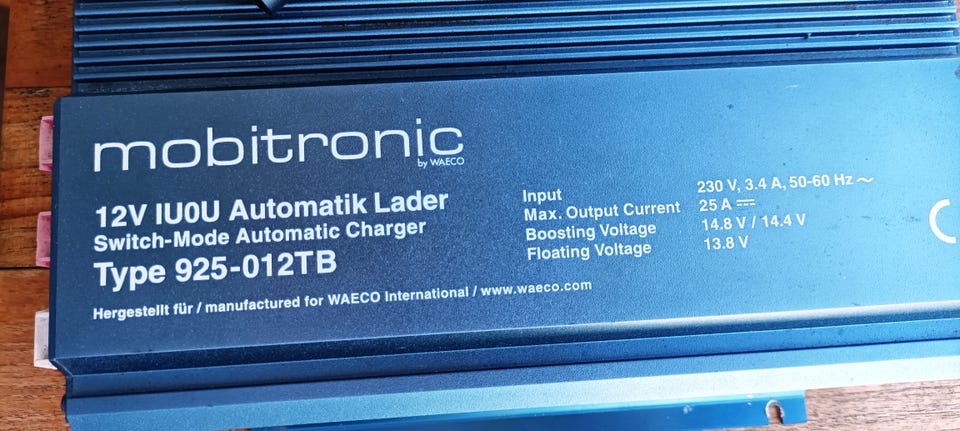 mobitronic
by WAECO
12V IU0U Automatik Lader
Switch-Mode Automatic Charger
Type 925-012TB
Hergestellt für / manufactured for WAECO International / www.waeco.com
Input 230 V, 3.4 A, 50-60 Hz ~
Max. Output Current 25 A ⎓
Boosting Voltage 14.8 V / 14.4 V
Floating Voltage 13.8 V